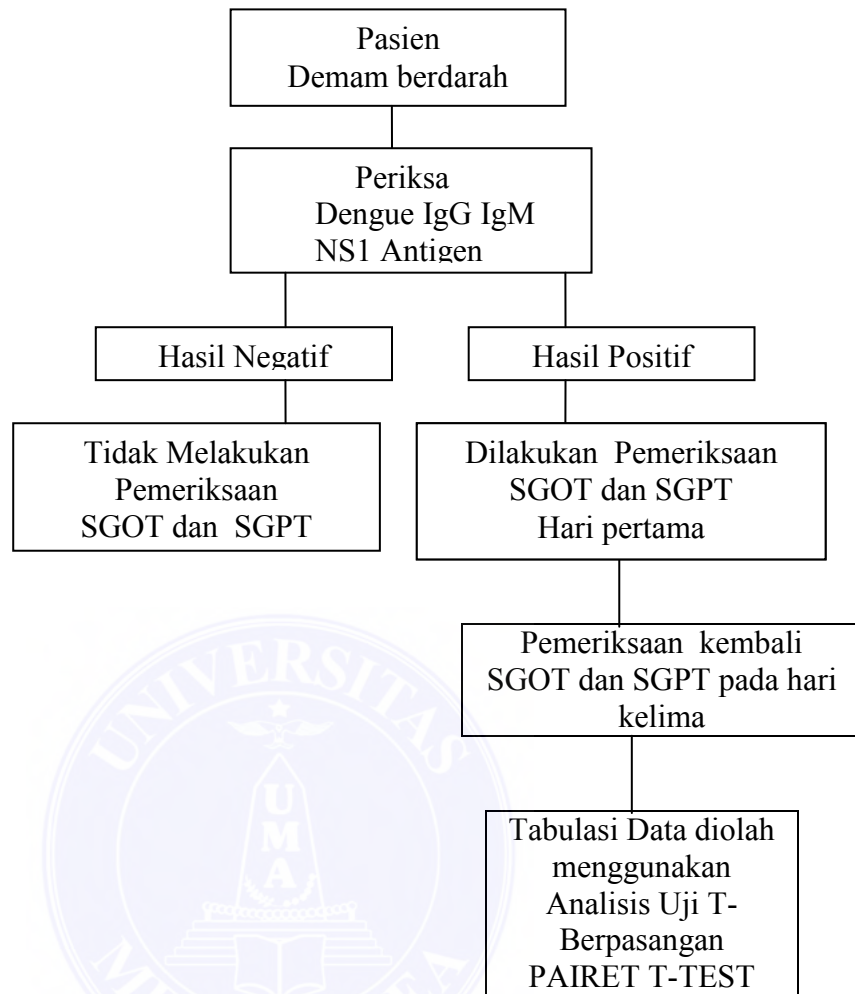 Pasien
Demam berdarah
Periksa
Dengue IgG IgM
NS1 Antigen
Hasil Negatif
Hasil Positif
Tidak Melakukan
Pemeriksaan
SGOT dan SGPT
Dilakukan Pemeriksaan
SGOT dan SGPT
Hari pertama
Pemeriksaan kembali
SGOT dan SGPT pada hari
kelima
Tabulasi Data diolah
menggunakan
Analisis Uji T-
Berpasangan
PAIRET T-TEST
UNIVERSITAS
UMA